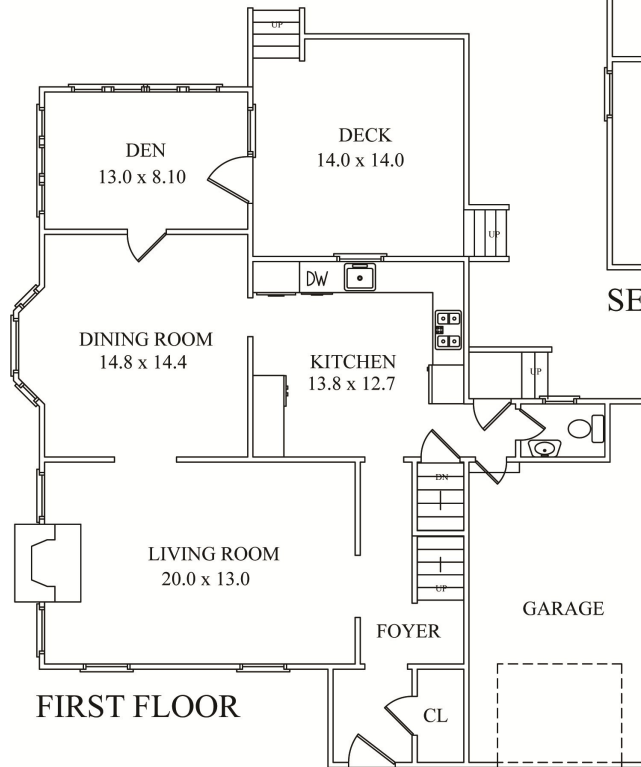 UP
DEN
13.0 x 8.10
DECK
14.0 x 14.0
UP
DW
SE
DINING ROOM
14.8 x 14.4
KITCHEN
13.8 x 12.7
UP
DN
LIVING ROOM
20.0 x 13.0
UP
GARAGE
FOYER
FIRST FLOOR
CL